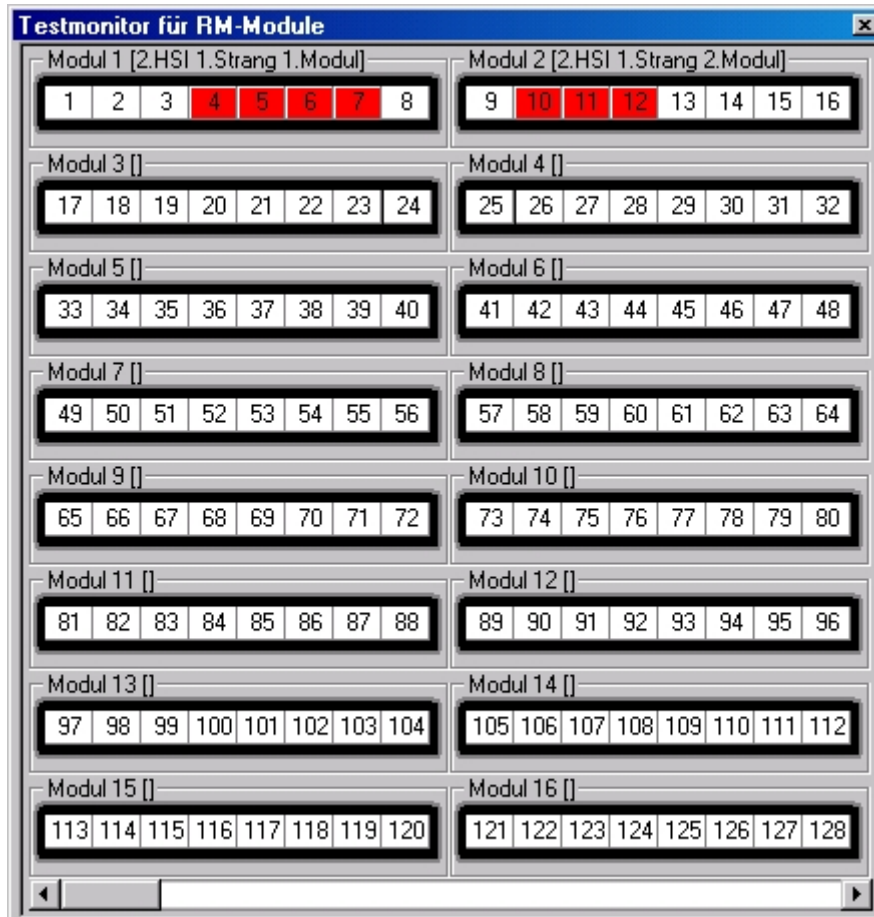 Testmonitor für RM-Module
Modul 1 [2.HSI 1.Strang 1.Modul] Modul 2 [2.HSI 1.Strang 2.Modul]
1 2 3 4 5 6 7 8 9 10 11 12 13 14 15 16
Modul 3 [] Modul 4 []
17 18 19 20 21 22 23 24 25 26 27 28 29 30 31 32
Modul 5 [] Modul 6 []
33 34 35 36 37 38 39 40 41 42 43 44 45 46 47 48
Modul 7 [] Modul 8 []
49 50 51 52 53 54 55 56 57 58 59 60 61 62 63 64
Modul 9 [] Modul 10 []
65 66 67 68 69 70 71 72 73 74 75 76 77 78 79 80
Modul 11 [] Modul 12 []
81 82 83 84 85 86 87 88 89 90 91 92 93 94 95 96
Modul 13 [] Modul 14 []
97 98 99 100 101 102 103 104 105 106 107 108 109 110 111 112
Modul 15 [] Modul 16 []
113 114 115 116 117 118 119 120 121 122 123 124 125 126 127 128